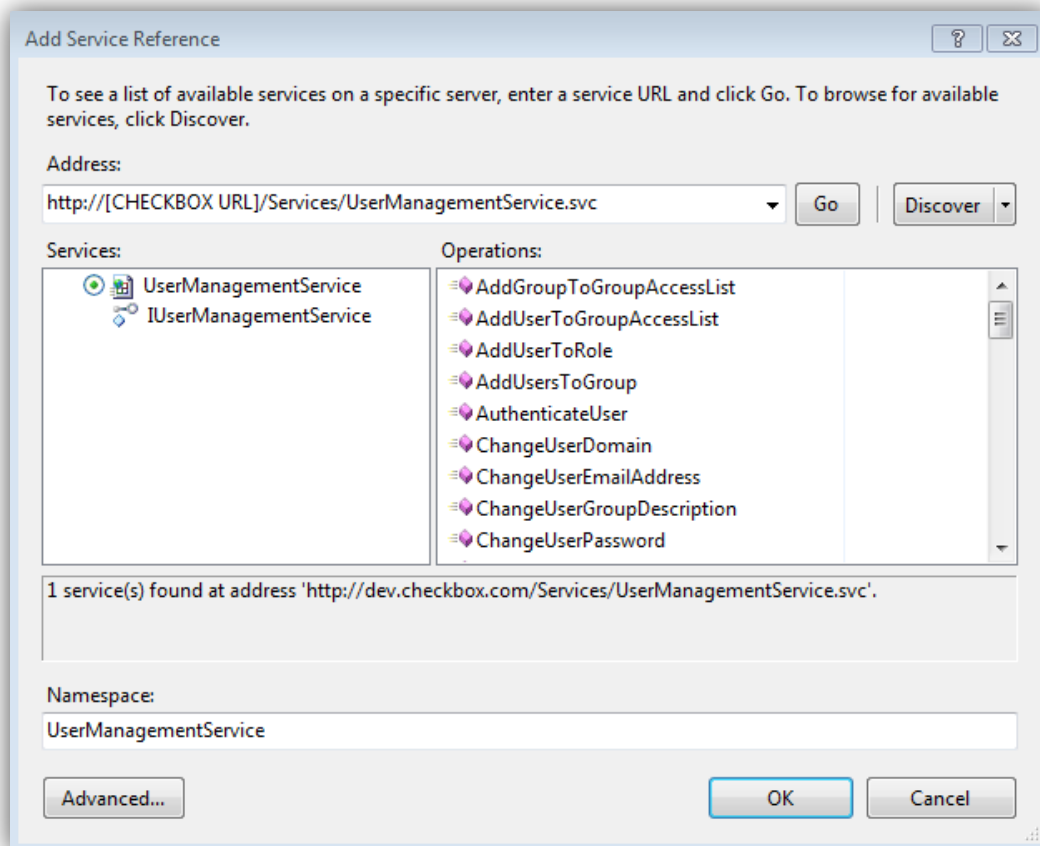 Add Service Reference
To see a list of available services on a specific server, enter a service URL and click Go. To browse for available
services, click Discover.
Address:
http://[CHECKBOX URL]/Services/UserManagementService.svc
Go
Discover
Services:
Operations:
UserManagementService
IUserManagementService
AddGroupToGroupAccessList
AddUserToGroupAccessList
AddUserToRole
AddUsersToGroup
AuthenticateUser
ChangeUserDomain
ChangeUserEmailAddress
ChangeUserGroupDescription
ChangeUserPassword
1 service(s) found at address 'http://dev.checkbox.com/Services/UserManagementService.svc'.
Namespace:
UserManagementService
Advanced...
OK
Cancel